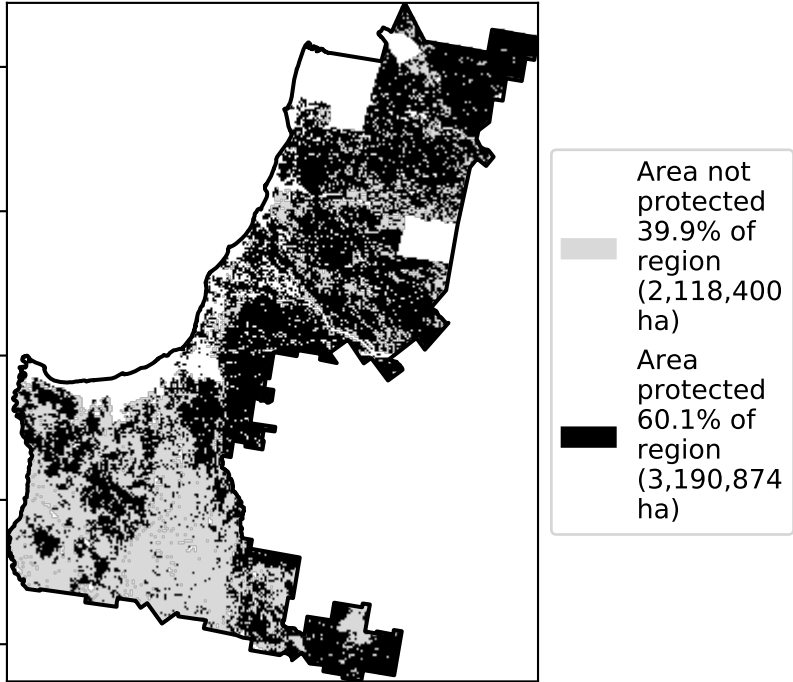 Area not
protected
39.9% of
region
(2,118,400
ha)
Area
protected
60.1% of
region
(3,190,874
ha)